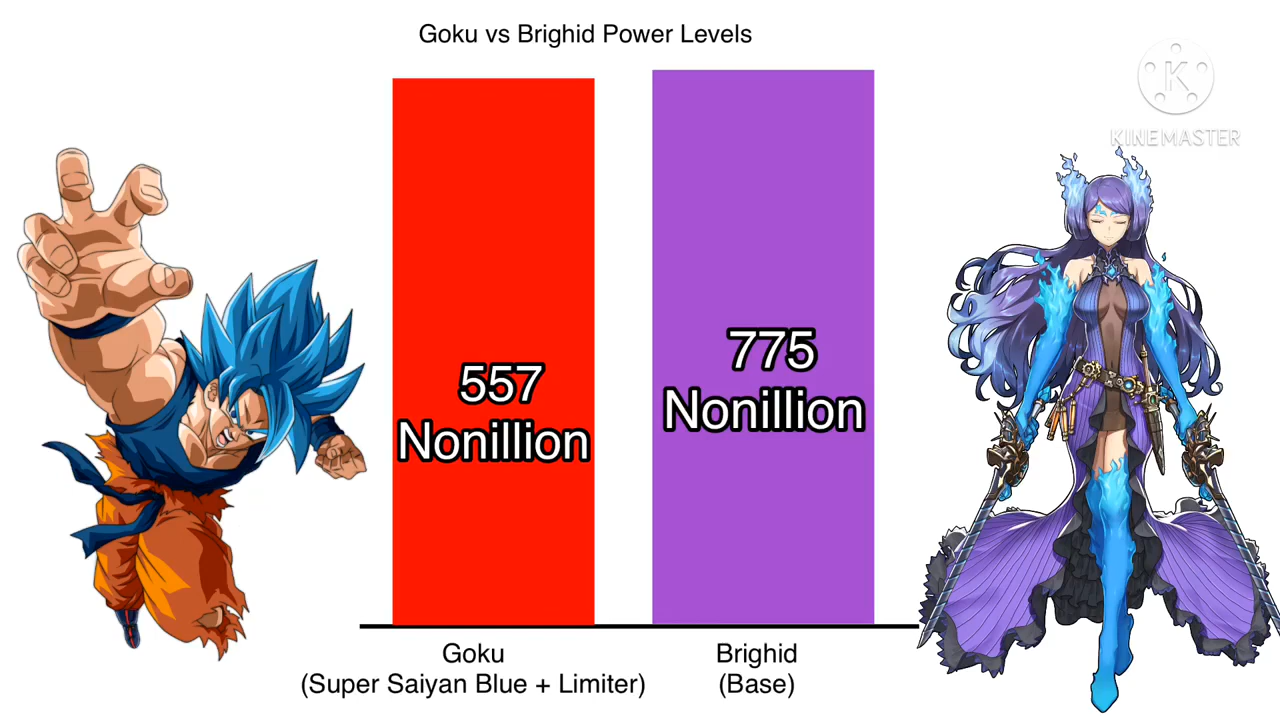 Goku vs Brighid Power Levels
K
KINEMASTER
557
Nonillion
775
Nonillion
Goku
(Super Saiyan Blue + Limiter)
Brighid
(Base)